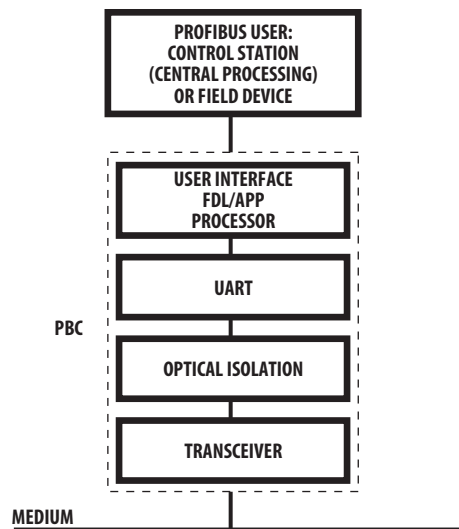 PROFIBUS USER:
CONTROL STATION
(CENTRAL PROCESSING)
OR FIELD DEVICE
USER INTERFACE
FDL/APP
PROCESSOR
UART
PBC
OPTICAL ISOLATION
TRANSCEIVER
MEDIUM